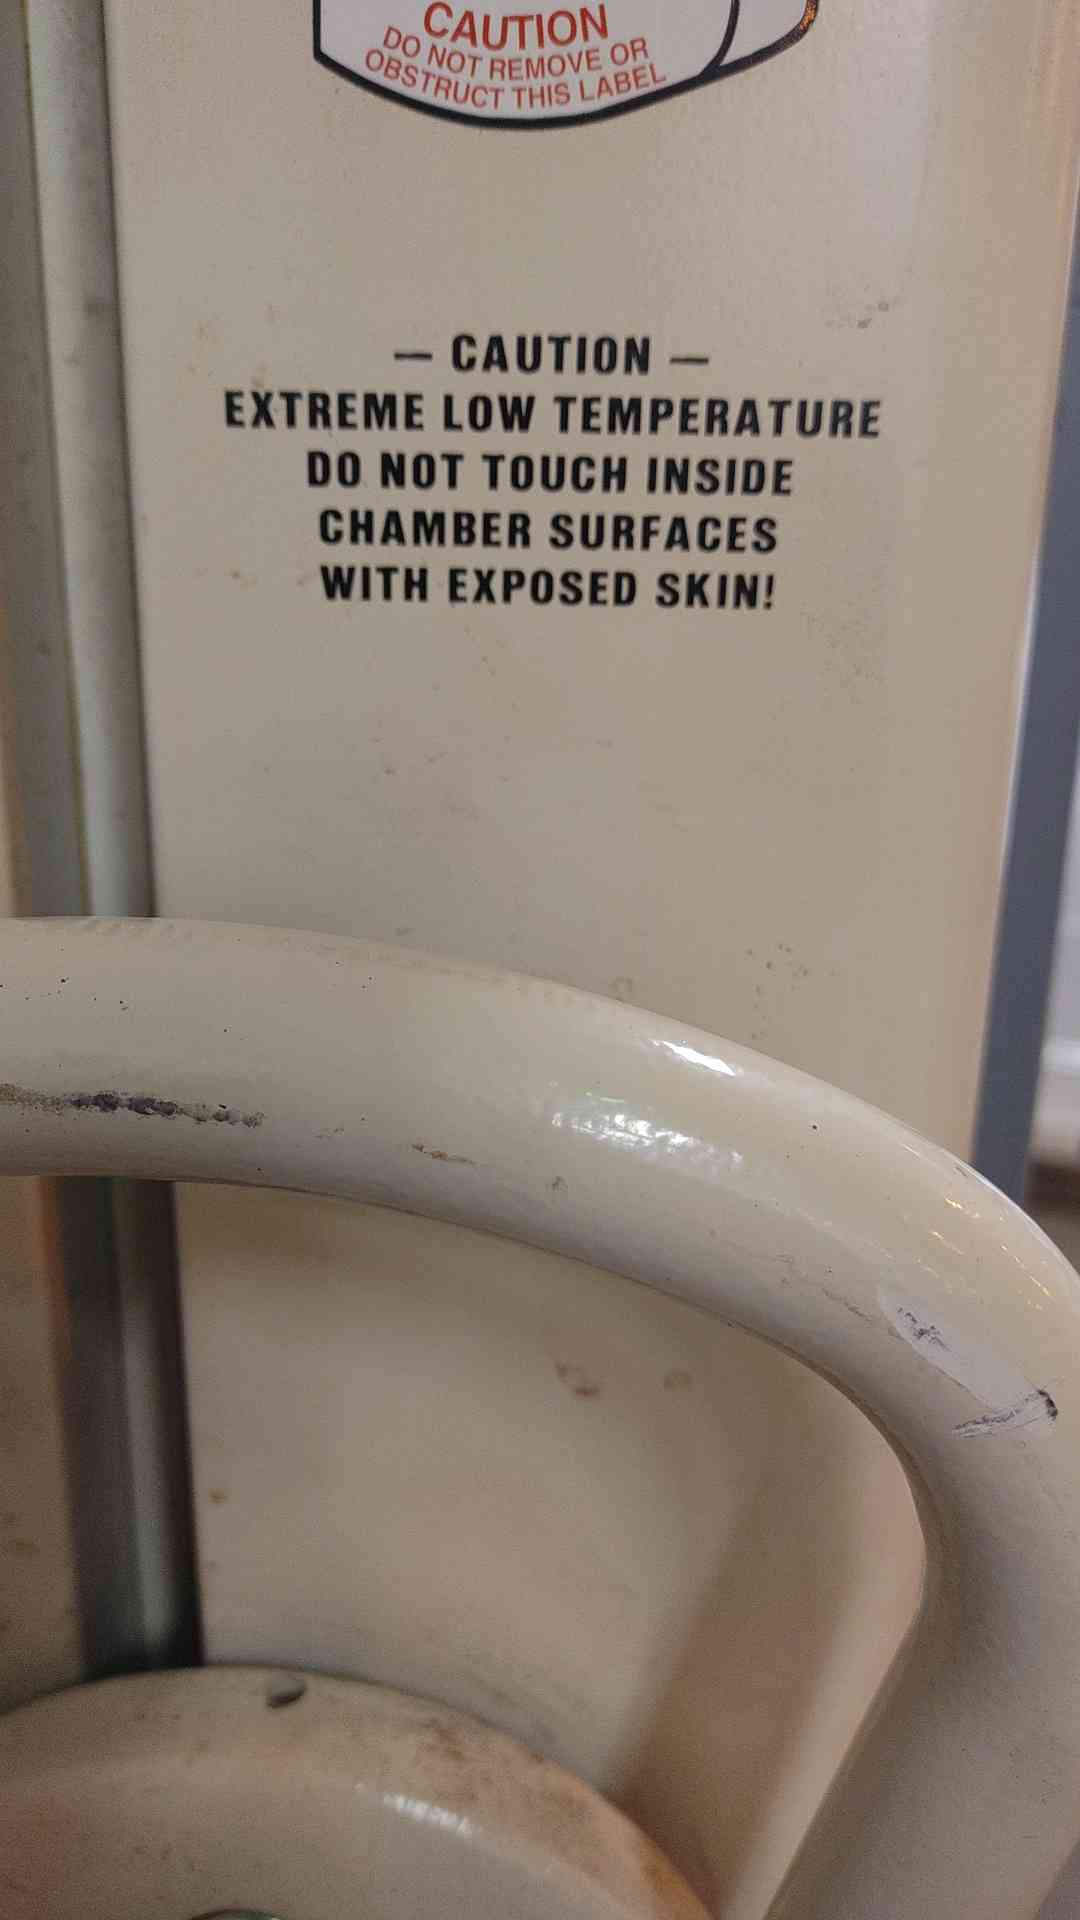 CAUTION
DO NOT REMOVE OR
OBSTRUCT THIS LABEL
— CAUTION —
EXTREME LOW TEMPERATURE
DO NOT TOUCH INSIDE
CHAMBER SURFACES
WITH EXPOSED SKIN!